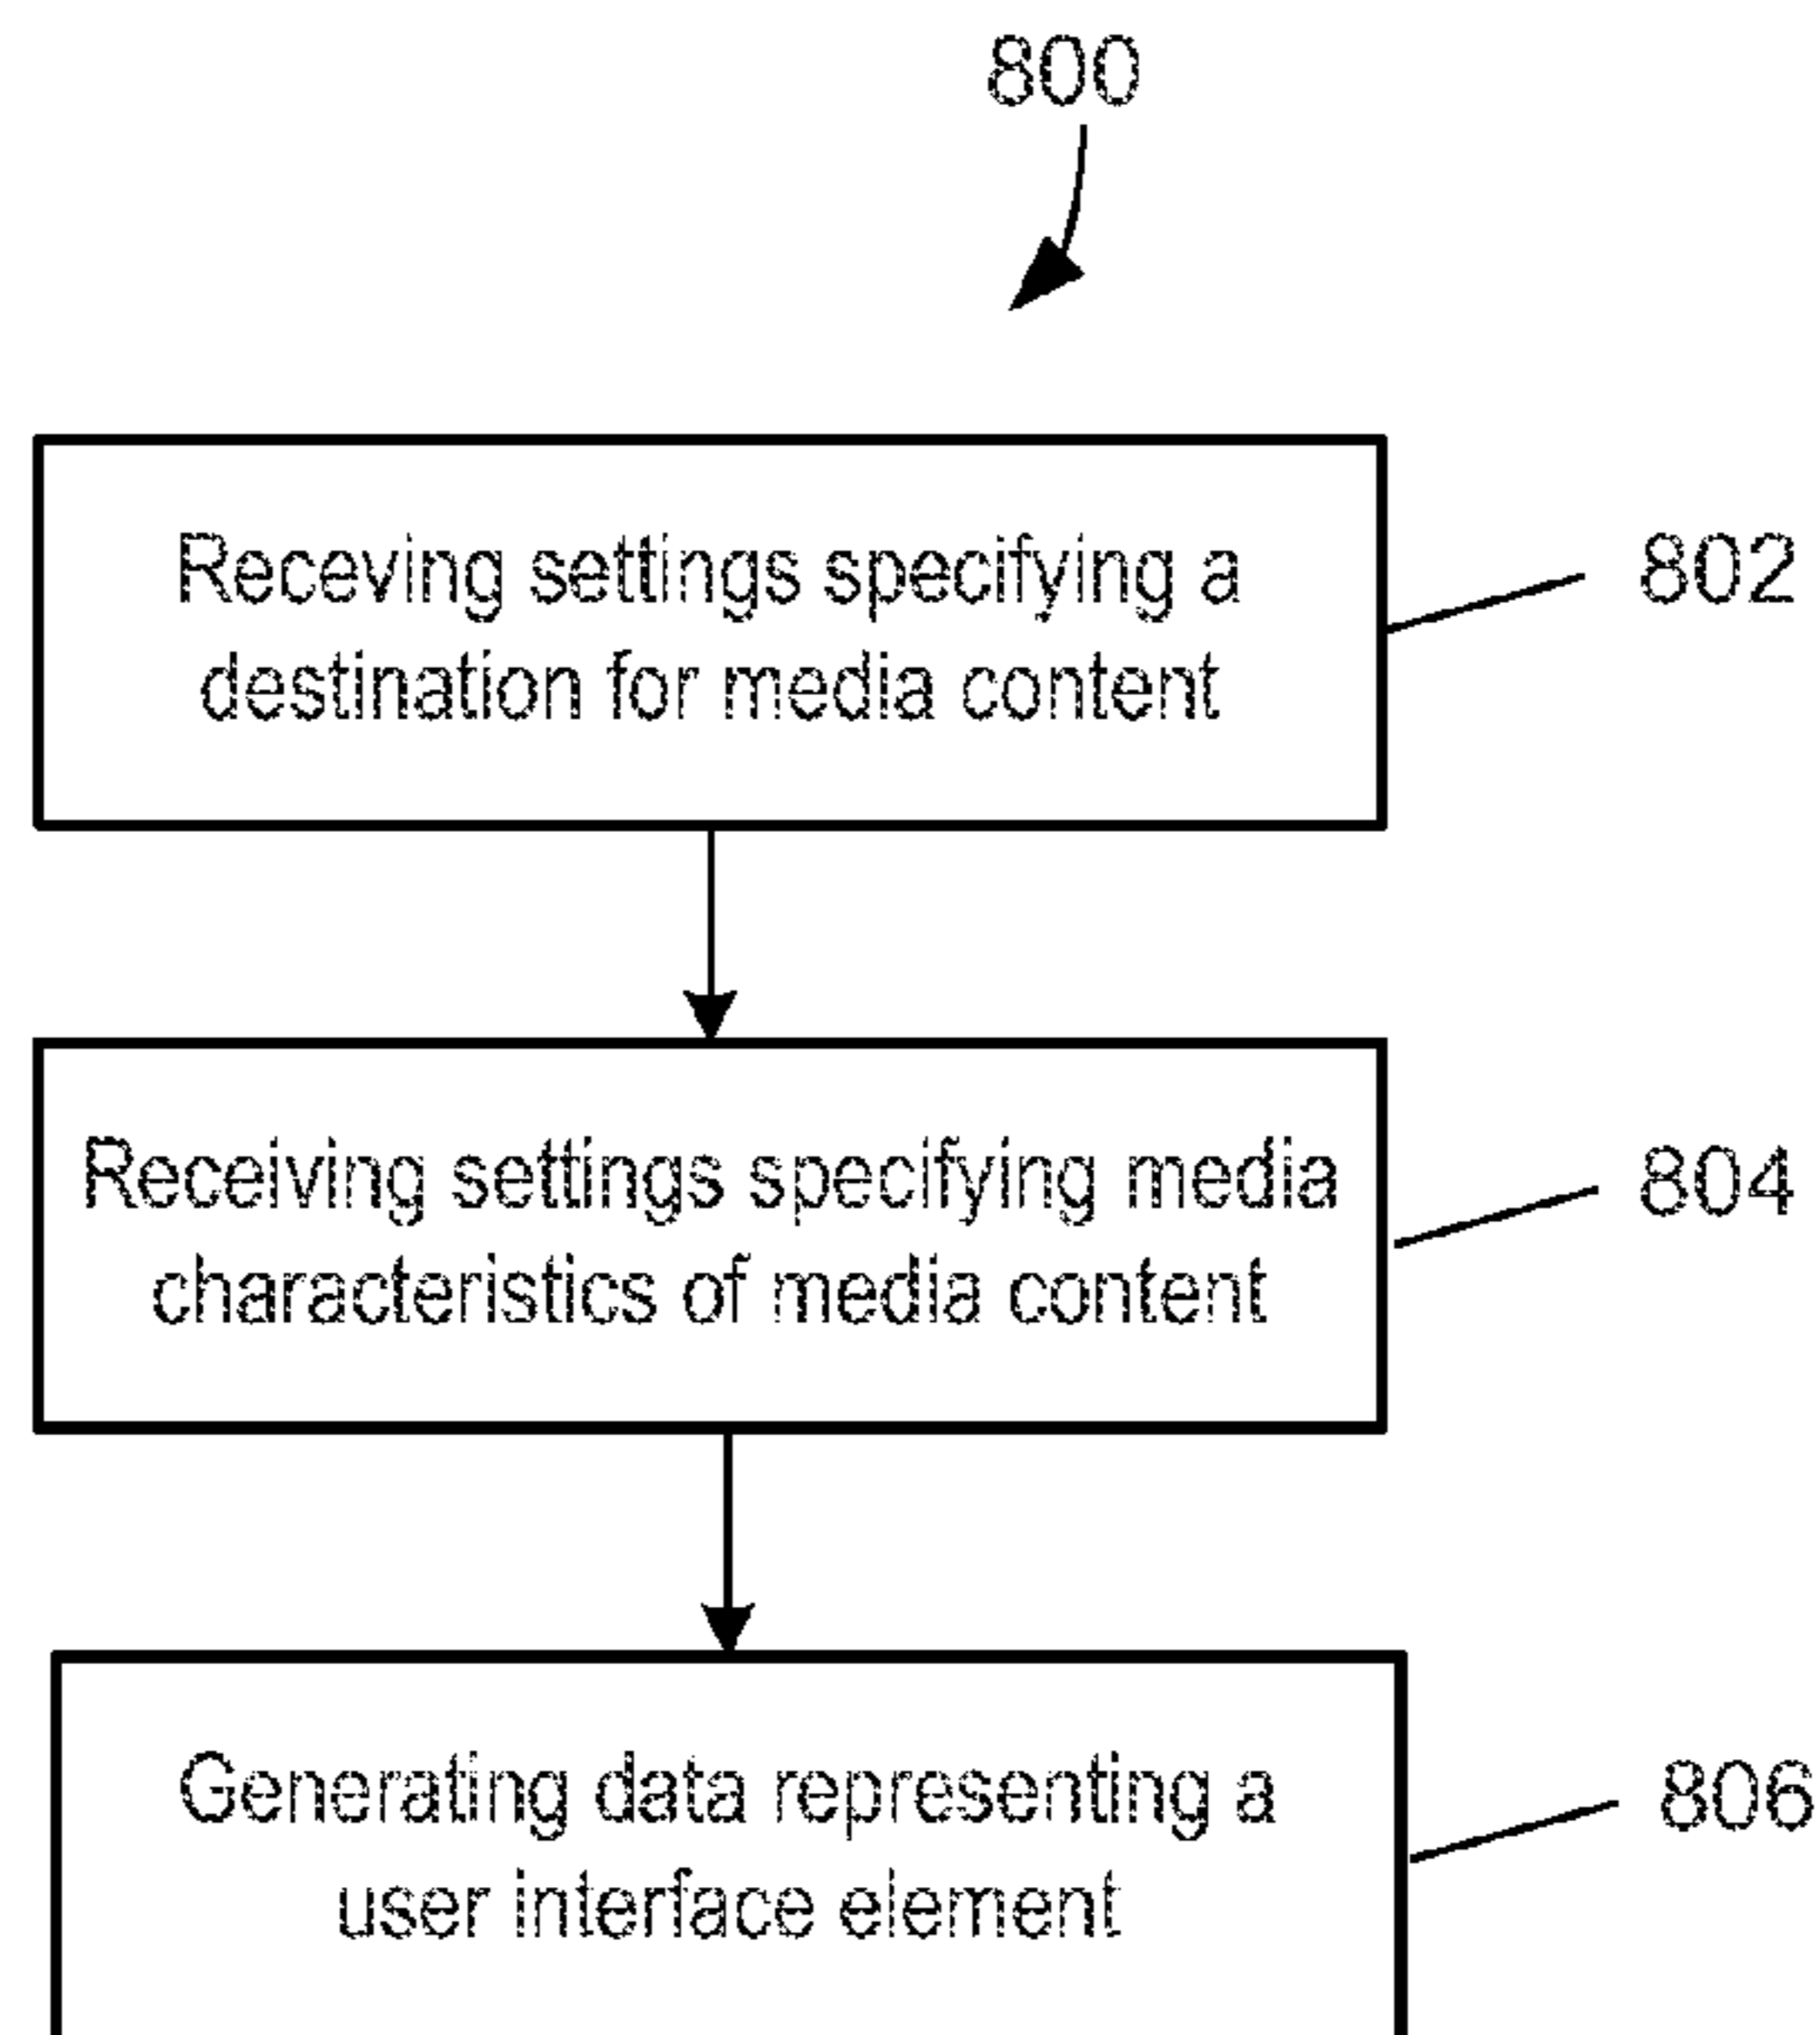 800
Receving settings specifying a
destination for media content
802
Receiving settings specifying media
characteristics of media content
804
Generating data representing a
user interface element
806